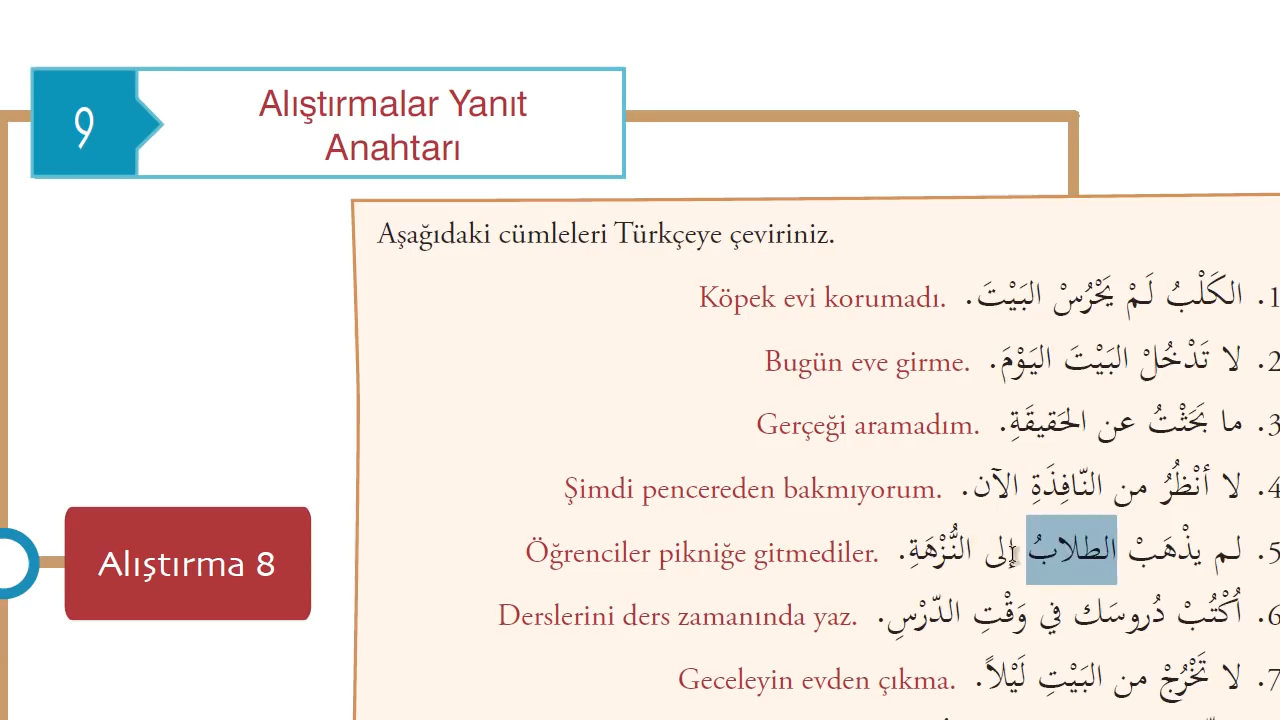 9
Alıştırmalar Yanıt
Anahtarı
Aşağıdaki cümleleri Türkçeye çeviriniz.
1. الكَلْبُ لَمْ يَحْرُسْ البَيْتَ. Köpek evi korumadı.
2. لا تَدْخُلْ البَيْتَ اليَوْمَ. Bugün eve girme.
3. ما بَحَثْتُ عن الحَقيقَةِ. Gerçeği aramadım.
4. لا أنْظُرُ من النّافِذَةِ الآن. Şimdi pencereden bakmıyorum.
5. لم يذْهَبْ الطلابُ إلى النُّزْهَةِ. Öğrenciler pikniğe gitmediler.
6. اُكْتُبْ دُروسَك في وَقْتِ الدّرْسِ. Derslerini ders zamanında yaz.
7. لا تَخْرُجْ من البَيْتِ لَيْلاً. Geceleyin evden çıkma.
Alıştırma 8